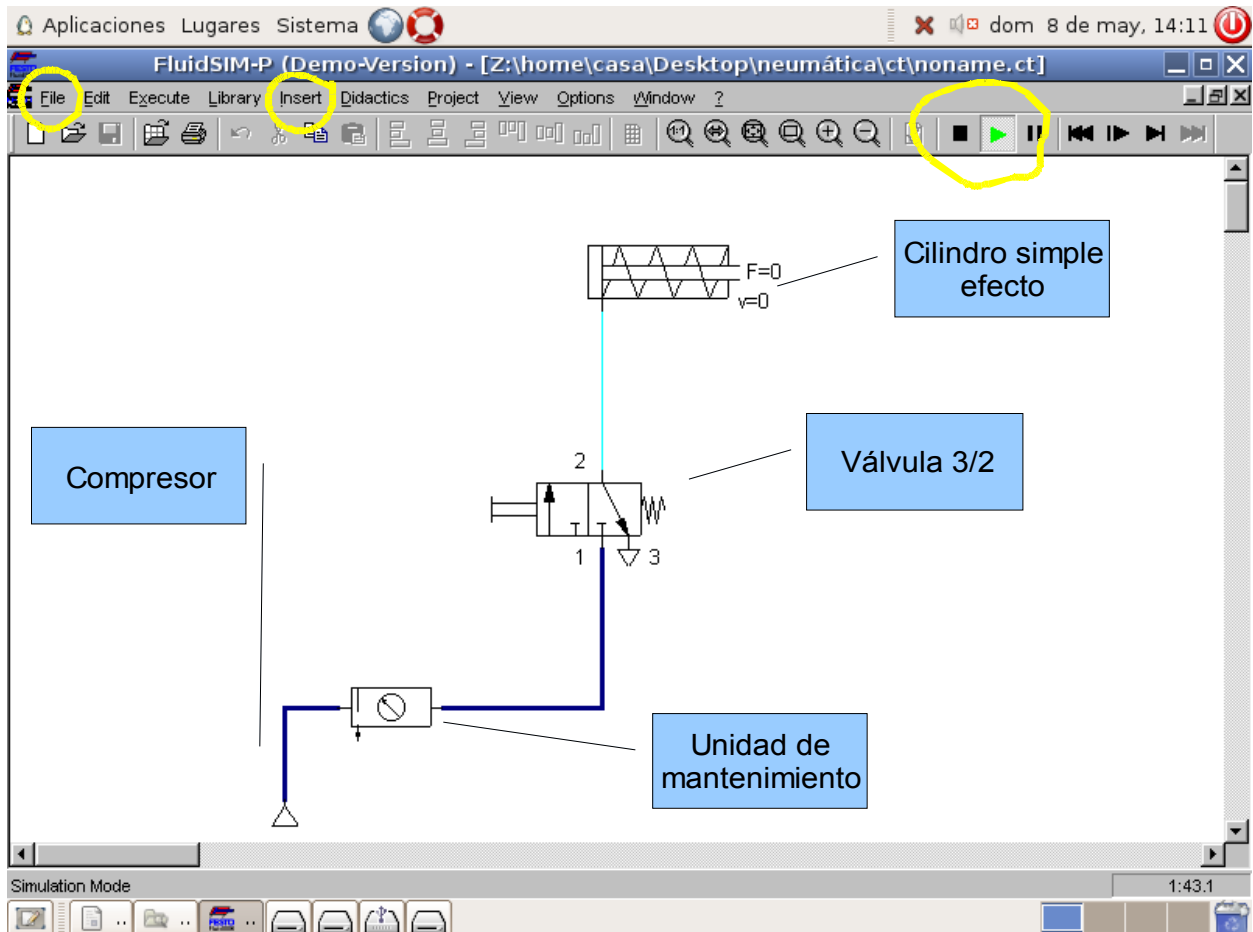 Aplicaciones Lugares Sistema dom 8 de may, 14:11
FluidSIM-P (Demo-Version) - [Z:\home\casa\Desktop\neumática\ct\noname.ct]
File Edit Execute Library Insert Didactics Project View Options Window ?
Cilindro simple
efecto
F=0
v=0
Compresor
2
Válvula 3/2
1 3
Unidad de
mantenimiento
Simulation Mode 1:43.1
.. .. FESTO ..